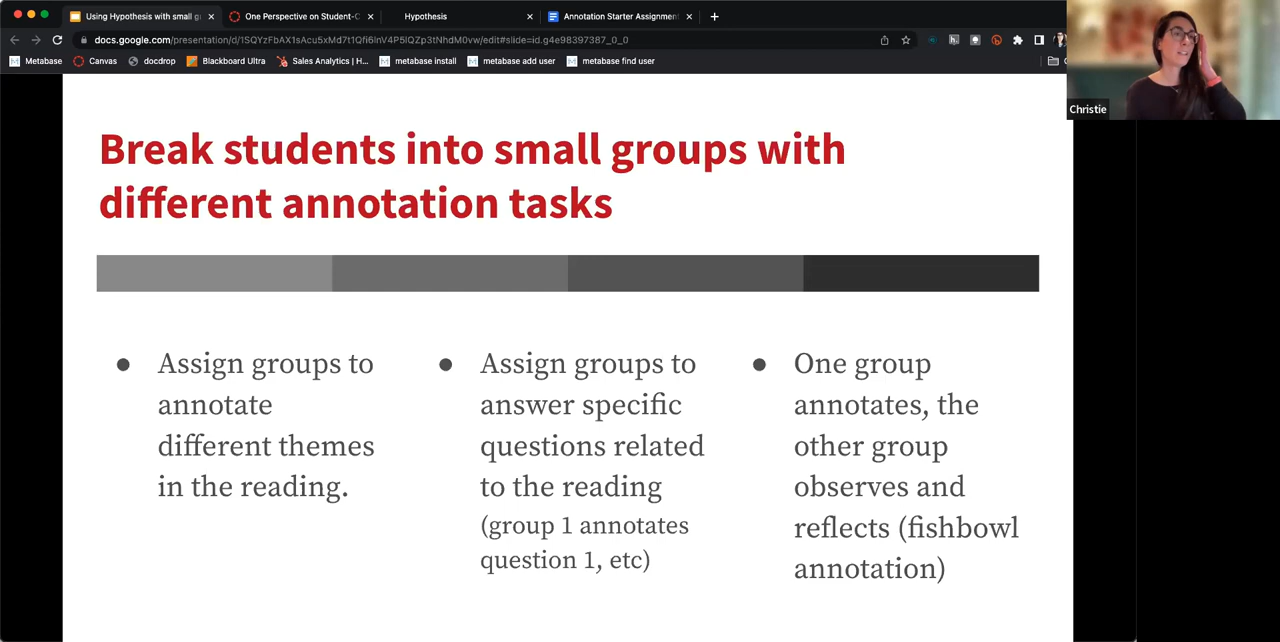 Using Hypothesis with small g
One Perspective on Student-C
Hypothesis
Annotation Starter Assignment
docs.google.com/presentation/d/1SQYzFbAX1sAcu5xMd7t1Qfi6lnV4P5lQZp3tNhdM0vw/edit#slide=id.g4e98397387_0_0
Metabase
Canvas
docdrop
Blackboard Ultra
Sales Analytics | H...
metabase install
metabase add user
metabase find user
Christie
Break students into small groups with
different annotation tasks
● Assign groups to
annotate
different themes
in the reading.
● Assign groups to
answer specific
questions related
to the reading
(group 1 annotates
question 1, etc)
● One group
annotates, the
other group
observes and
reflects (fishbowl
annotation)